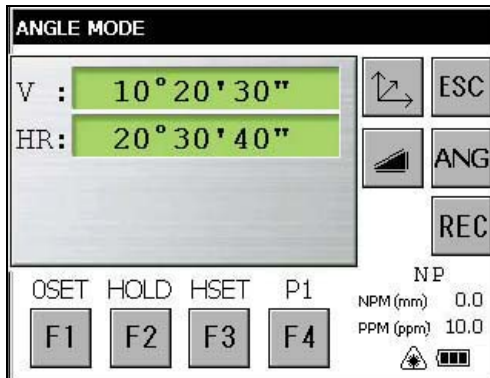 ANGLE MODE
V : 10°20'30"
HR: 20°30'40"
ESC
ANG
REC
0SET HOLD HSET P1
F1 F2 F3 F4
NP
NPM (mm) 0.0
PPM (ppm) 10.0